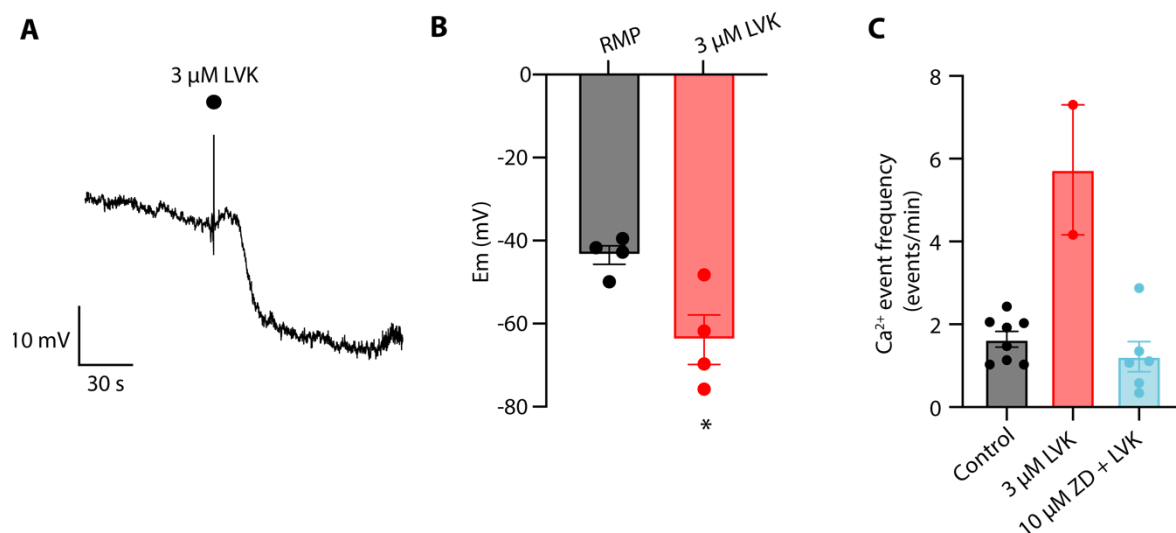 A
3 µM LVK
10 mV
30 s
B
RMP
3 µM LVK
Em (mV)
0
-20
-40
-60
-80
*
C
Ca²⁺ event frequency
(events/min)
8
6
4
2
0
Control
3 µM LVK
10 µM ZD + LVK